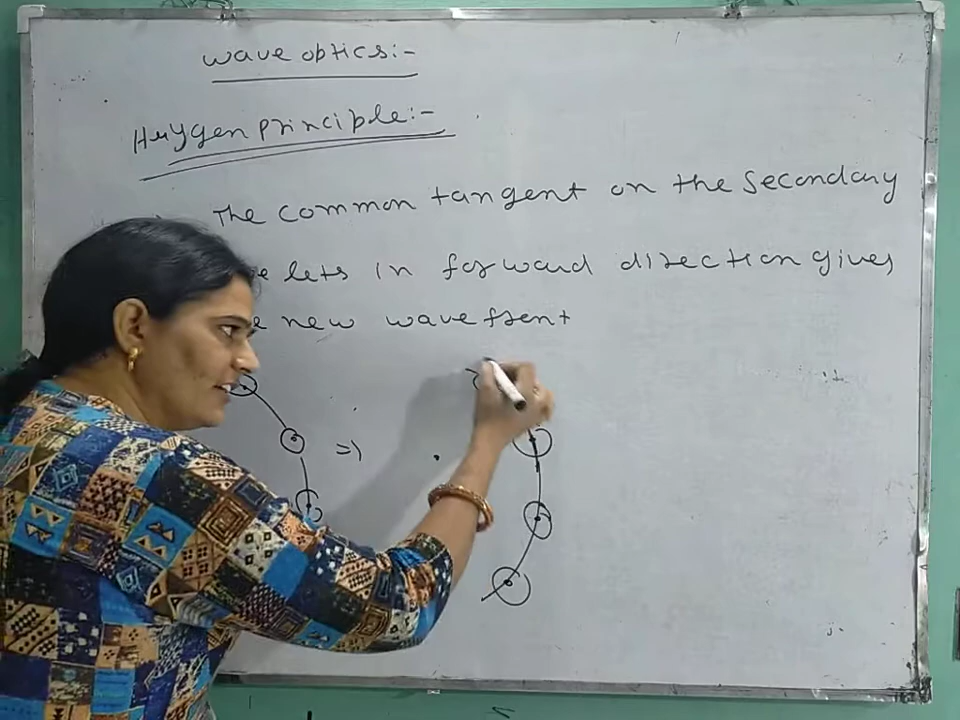 Wave optics:-
Huygen principle:-
The common tangent on the secondary
lets in forward direction gives
new wavefront
=)